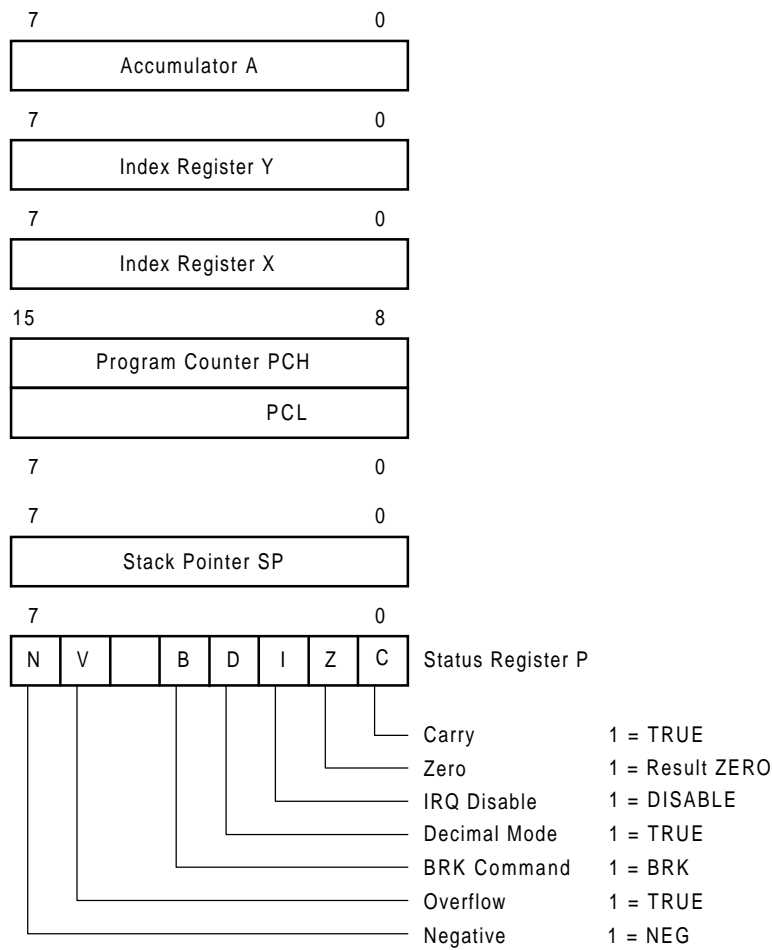 7 0
Accumulator A
7 0
Index Register Y
7 0
Index Register X
15 8
Program Counter PCH
PCL
7 0
7 0
Stack Pointer SP
7 0
N V B D I Z C Status Register P
Carry 1 = TRUE
Zero 1 = Result ZERO
IRQ Disable 1 = DISABLE
Decimal Mode 1 = TRUE
BRK Command 1 = BRK
Overflow 1 = TRUE
Negative 1 = NEG